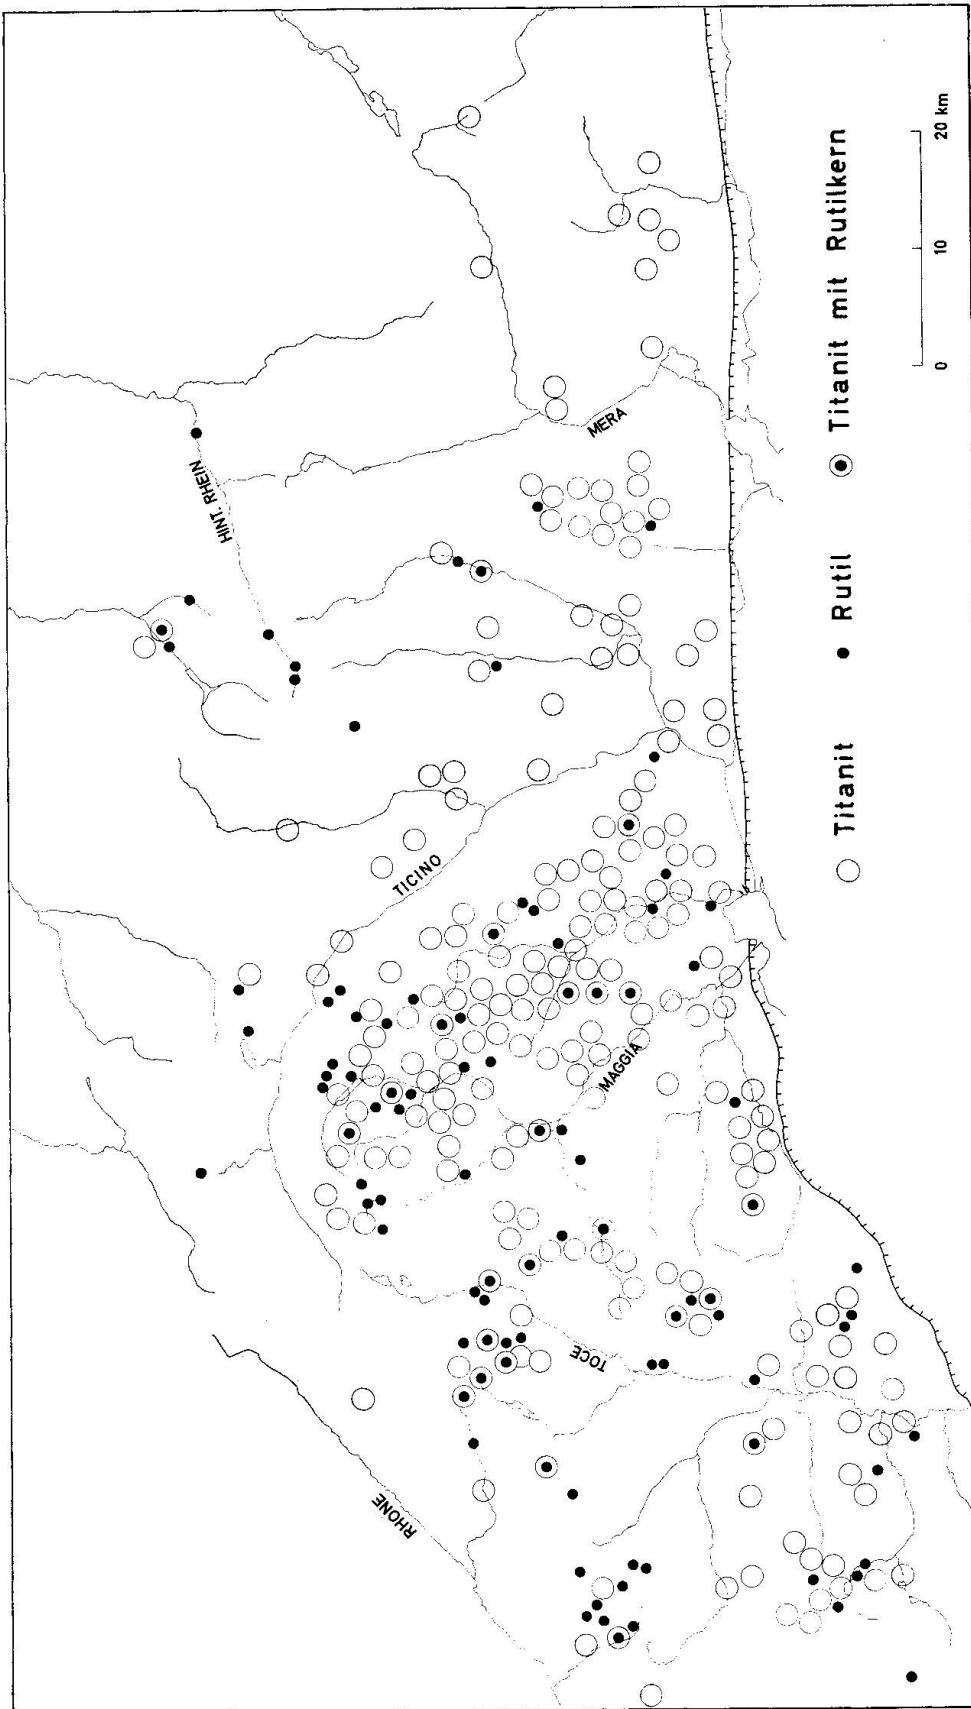 HINT. RHEIN
MERA
TICINO
MAGGIA
TOCE
RHONE
Titanit
Rutil
Titanit mit Rutilkern
0 10 20 km